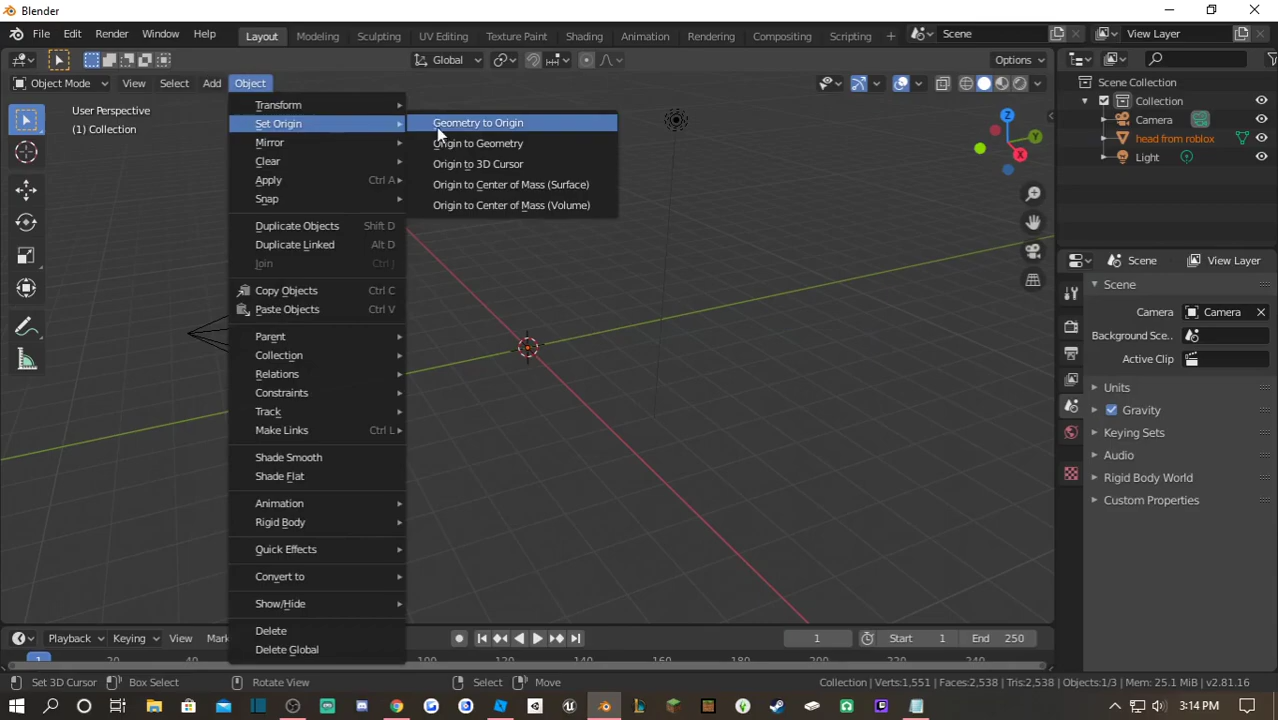 Blender
File Edit Render Window Help
Layout Modeling Sculpting UV Editing Texture Paint Shading Animation Rendering Compositing Scripting
Scene
View Layer
Global
Options
Object Mode View Select Add Object
User Perspective
(1) Collection
Transform
Set Origin
Mirror
Clear
Apply Ctrl A
Snap
Duplicate Objects Shift D
Duplicate Linked Alt D
Join Ctrl J
Copy Objects Ctrl C
Paste Objects Ctrl V
Parent
Collection
Relations
Constraints
Track
Make Links Ctrl L
Shade Smooth
Shade Flat
Animation
Rigid Body
Quick Effects
Convert to
Show/Hide
Delete
Delete Global
Geometry to Origin
Origin to Geometry
Origin to 3D Cursor
Origin to Center of Mass (Surface)
Origin to Center of Mass (Volume)
Z
Y
X
Scene Collection
Collection
Camera
head from roblox
Light
Scene View Layer
Scene
Camera Camera
Background Sce..
Active Clip
Units
Gravity
Keying Sets
Audio
Rigid Body World
Custom Properties
Playback Keying View Mark
1 Start 1 End 250
1 20 100 120 140 160 180 200 220 240
Set 3D Cursor Box Select Rotate View Select Move
Collection | Verts:1,551 | Faces:2,538 | Tris:2,538 | Objects:1/3 | Mem: 25.1 MiB | v2.81.16
3:14 PM